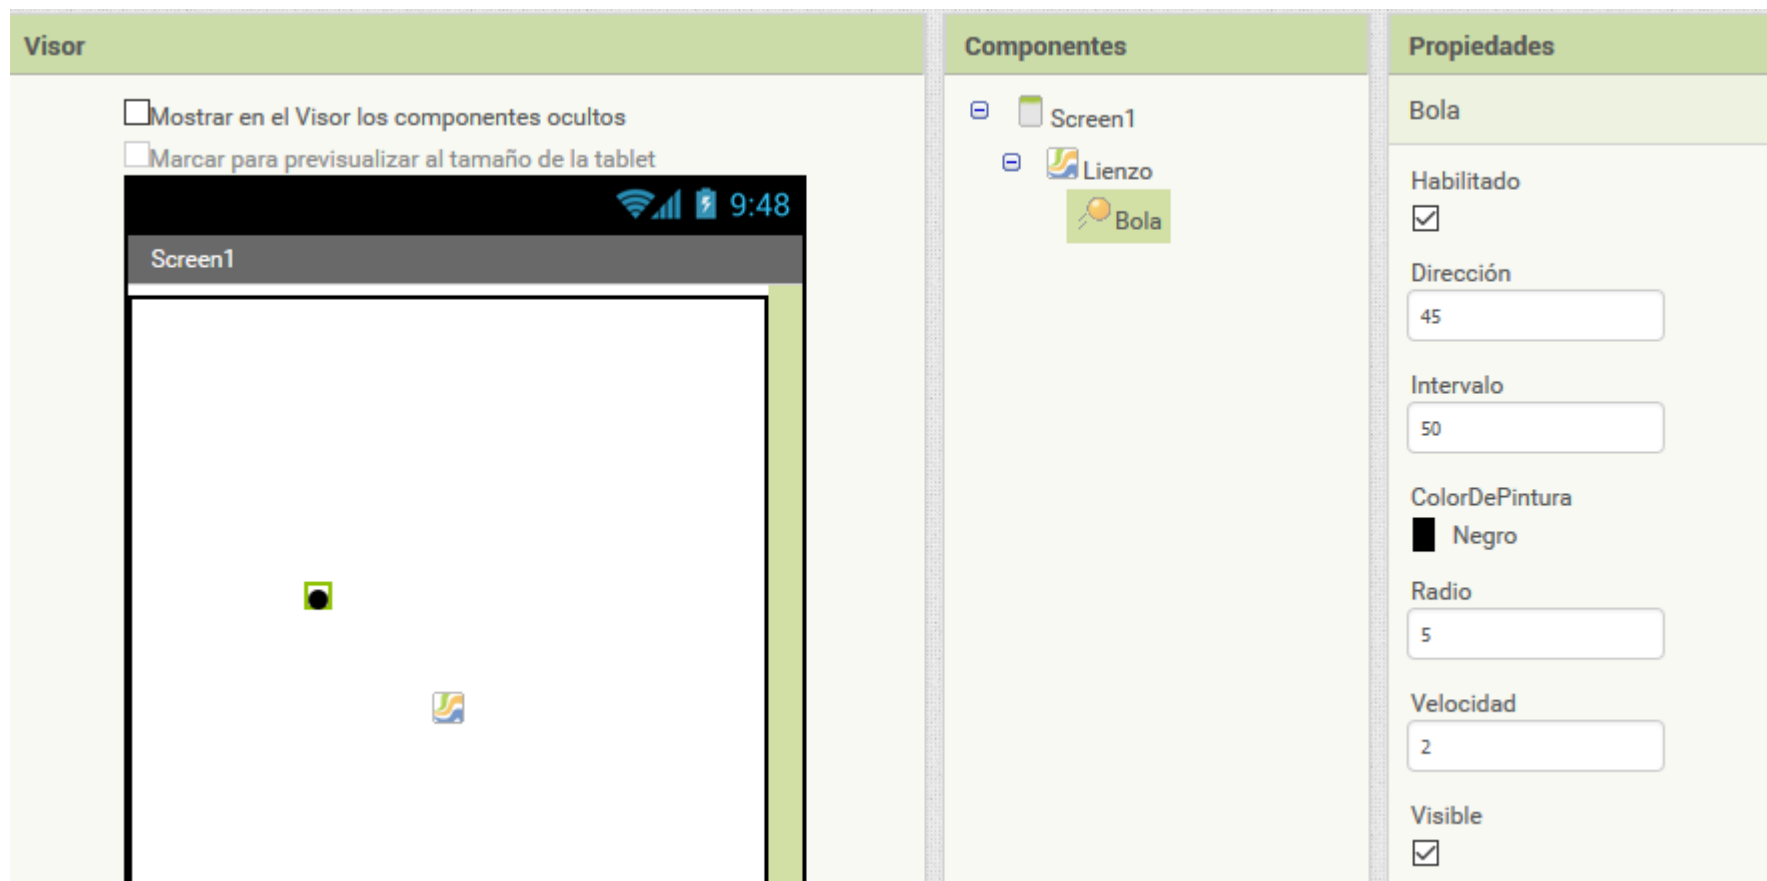 Visor
Mostrar en el Visor los componentes ocultos
Marcar para previsualizar al tamaño de la tablet
9:48
Screen1
Componentes
Screen1
Lienzo
Bola
Propiedades
Bola
Habilitado
Dirección
45
Intervalo
50
ColorDePintura
Negro
Radio
5
Velocidad
2
Visible